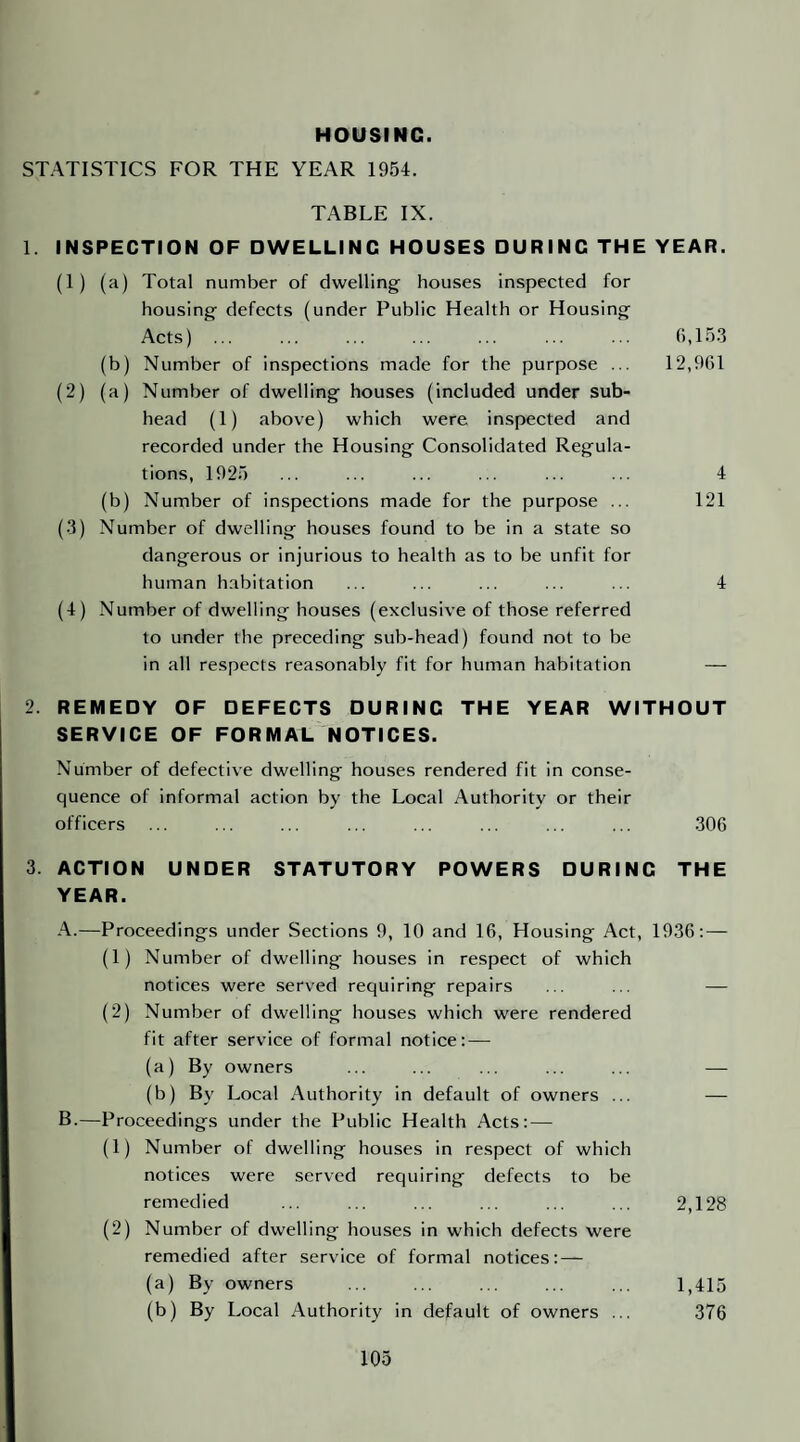 HOUSING.
STATISTICS FOR THE YEAR 1954.
TABLE IX.
1. INSPECTION OF DWELLING HOUSES DURING THE YEAR.
(1) (a) Total number of dwelling houses inspected for
housing defects (under Public Health or Housing
Acts) ... ... ... ... ... ... ... 6,153
(b) Number of inspections made for the purpose ... 12,961
(2) (a) Number of dwelling houses (included under sub-
head (1) above) which were inspected and
recorded under the Housing Consolidated Regula-
tions, 1925 ... ... ... ... ... ... 4
(b) Number of inspections made for the purpose ... 121
(3) Number of dwelling houses found to be in a state so
dangerous or injurious to health as to be unfit for
human habitation ... ... ... ... ... 4
(4) Number of dwelling houses (exclusive of those referred
to under the preceding sub-head) found not to be
in all respects reasonably fit for human habitation —
2. REMEDY OF DEFECTS DURING THE YEAR WITHOUT
SERVICE OF FORMAL NOTICES.
Number of defective dwelling houses rendered fit in conse-
quence of informal action by the Local Authority or their
officers ... ... ... ... ... ... ... ... 306
3. ACTION UNDER STATUTORY POWERS DURING THE
YEAR.
A.—Proceedings under Sections 9, 10 and 16, Housing Act, 1936:—
(1) Number of dwelling houses in respect of which
notices were served requiring repairs ... ... —
(2) Number of dwelling houses which were rendered
fit after service of formal notice:—
(a) By owners ... ... ... ... ... —
(b) By Local Authority in default of owners ... —
B.—Proceedings under the Public Health Acts:—
(1) Number of dwelling houses in respect of which
notices were served requiring defects to be
remedied ... ... ... ... ... ... 2,128
(2) Number of dwelling houses in which defects were
remedied after service of formal notices:—
(a) By owners ... ... ... ... ... 1,415
(b) By Local Authority in default of owners ... 376
105